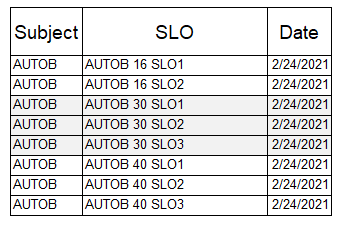 Subject SLO Date
AUTOB AUTOB 16 SLO1 2/24/2021
AUTOB AUTOB 16 SLO2 2/24/2021
AUTOB AUTOB 30 SLO1 2/24/2021
AUTOB AUTOB 30 SLO2 2/24/2021
AUTOB AUTOB 30 SLO3 2/24/2021
AUTOB AUTOB 40 SLO1 2/24/2021
AUTOB AUTOB 40 SLO2 2/24/2021
AUTOB AUTOB 40 SLO3 2/24/2021